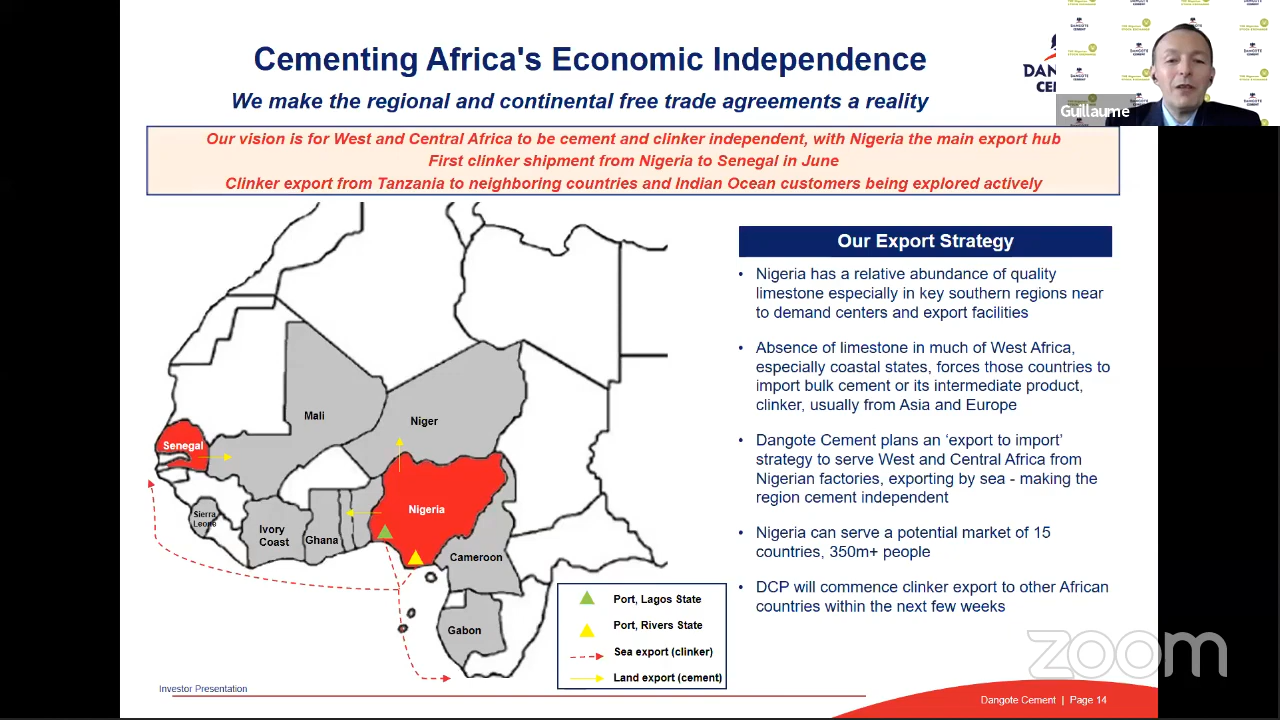 Cementing Africa's Economic Independence
We make the regional and continental free trade agreements a reality
Guillaume
Our vision is for West and Central Africa to be cement and clinker independent, with Nigeria the main export hub
First clinker shipment from Nigeria to Senegal in June
Clinker export from Tanzania to neighboring countries and Indian Ocean customers being explored actively
Mali
Niger
Senegal
Nigeria
Sierra
Leone
Ivory
Coast
Ghana
Cameroon
Gabon
Port, Lagos State
Port, Rivers State
Sea export (clinker)
Land export (cement)
Our Export Strategy
• Nigeria has a relative abundance of quality
limestone especially in key southern regions near
to demand centers and export facilities
• Absence of limestone in much of West Africa,
especially coastal states, forces those countries to
import bulk cement or its intermediate product,
clinker, usually from Asia and Europe
• Dangote Cement plans an ‘export to import’
strategy to serve West and Central Africa from
Nigerian factories, exporting by sea - making the
region cement independent
• Nigeria can serve a potential market of 15
countries, 350m+ people
• DCP will commence clinker export to other African
countries within the next few weeks
zoom
Investor Presentation
Dangote Cement | Page 14